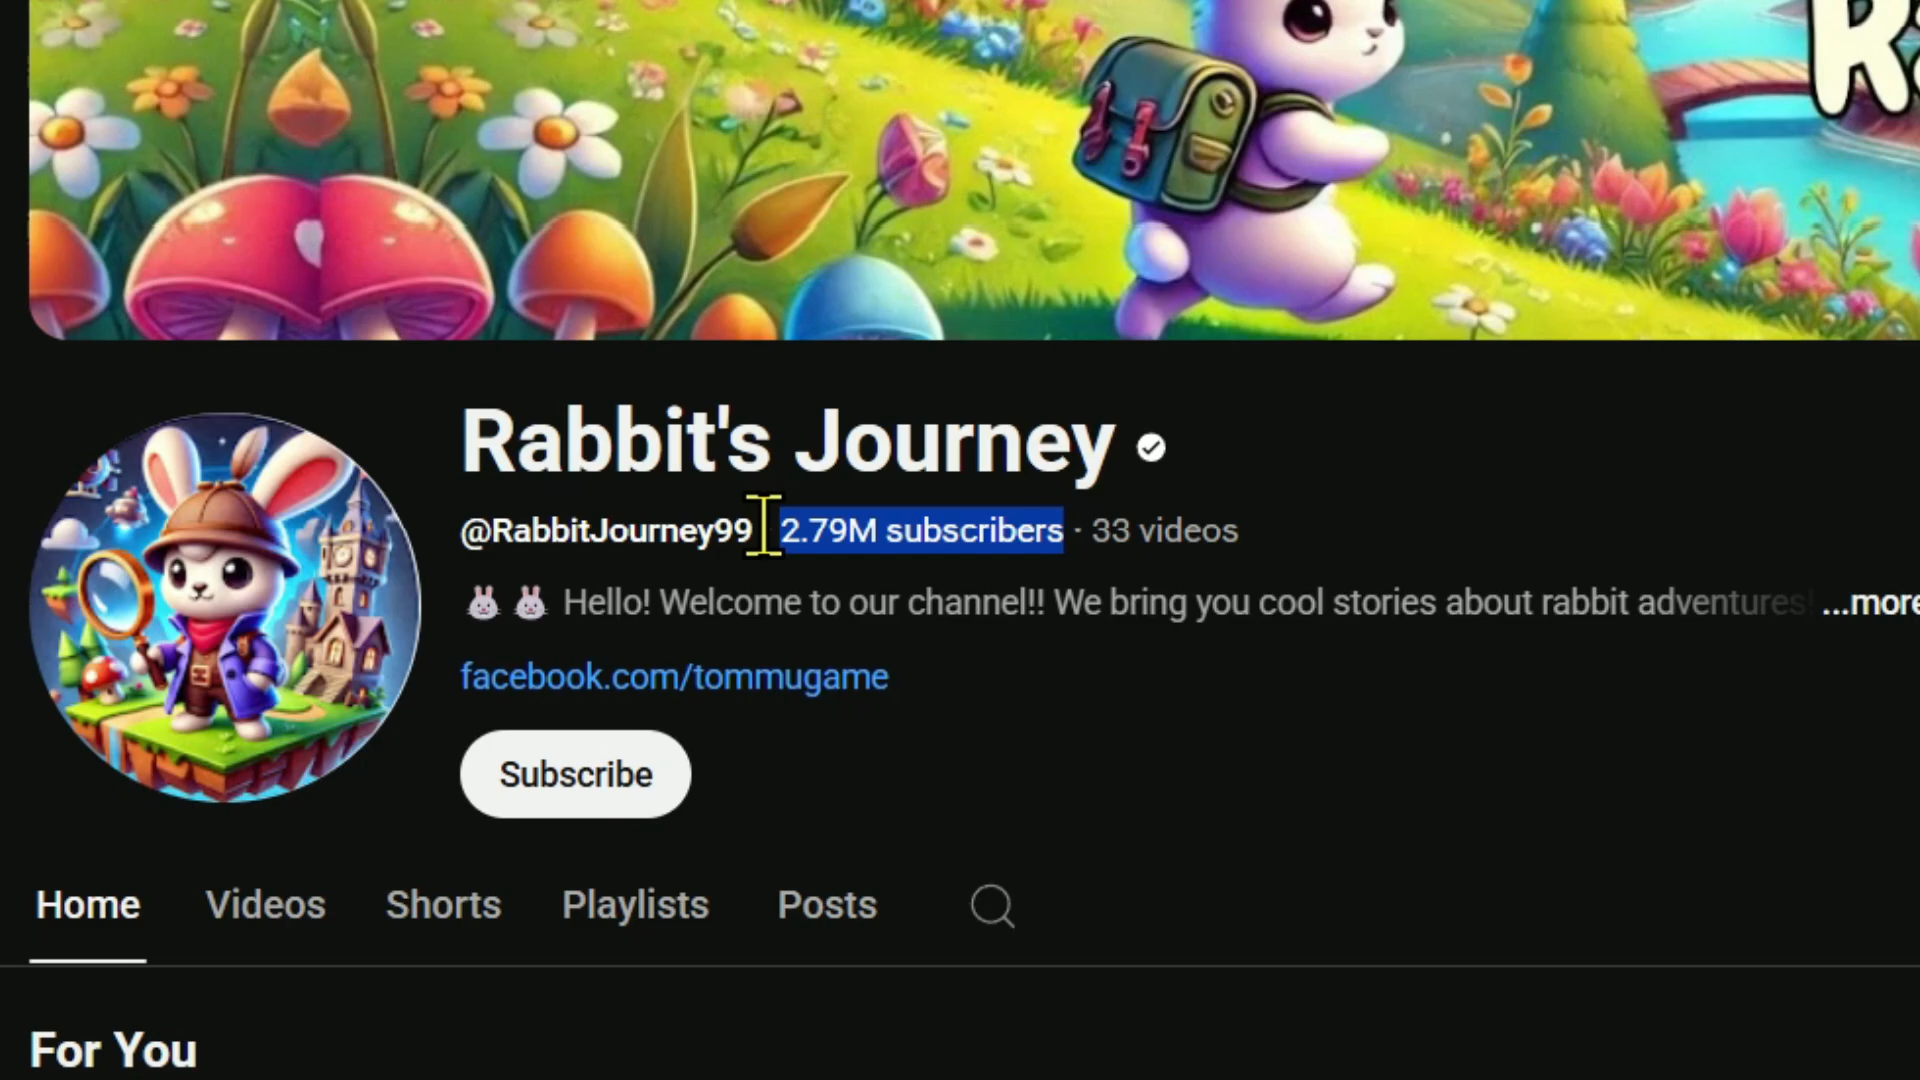 R
Rabbit's Journey
@RabbitJourney99 2.79M subscribers · 33 videos
🐰 🐰 Hello! Welcome to our channel!! We bring you cool stories about rabbit adventures! ...more
facebook.com/tommugame
Subscribe
Home Videos Shorts Playlists Posts
For You